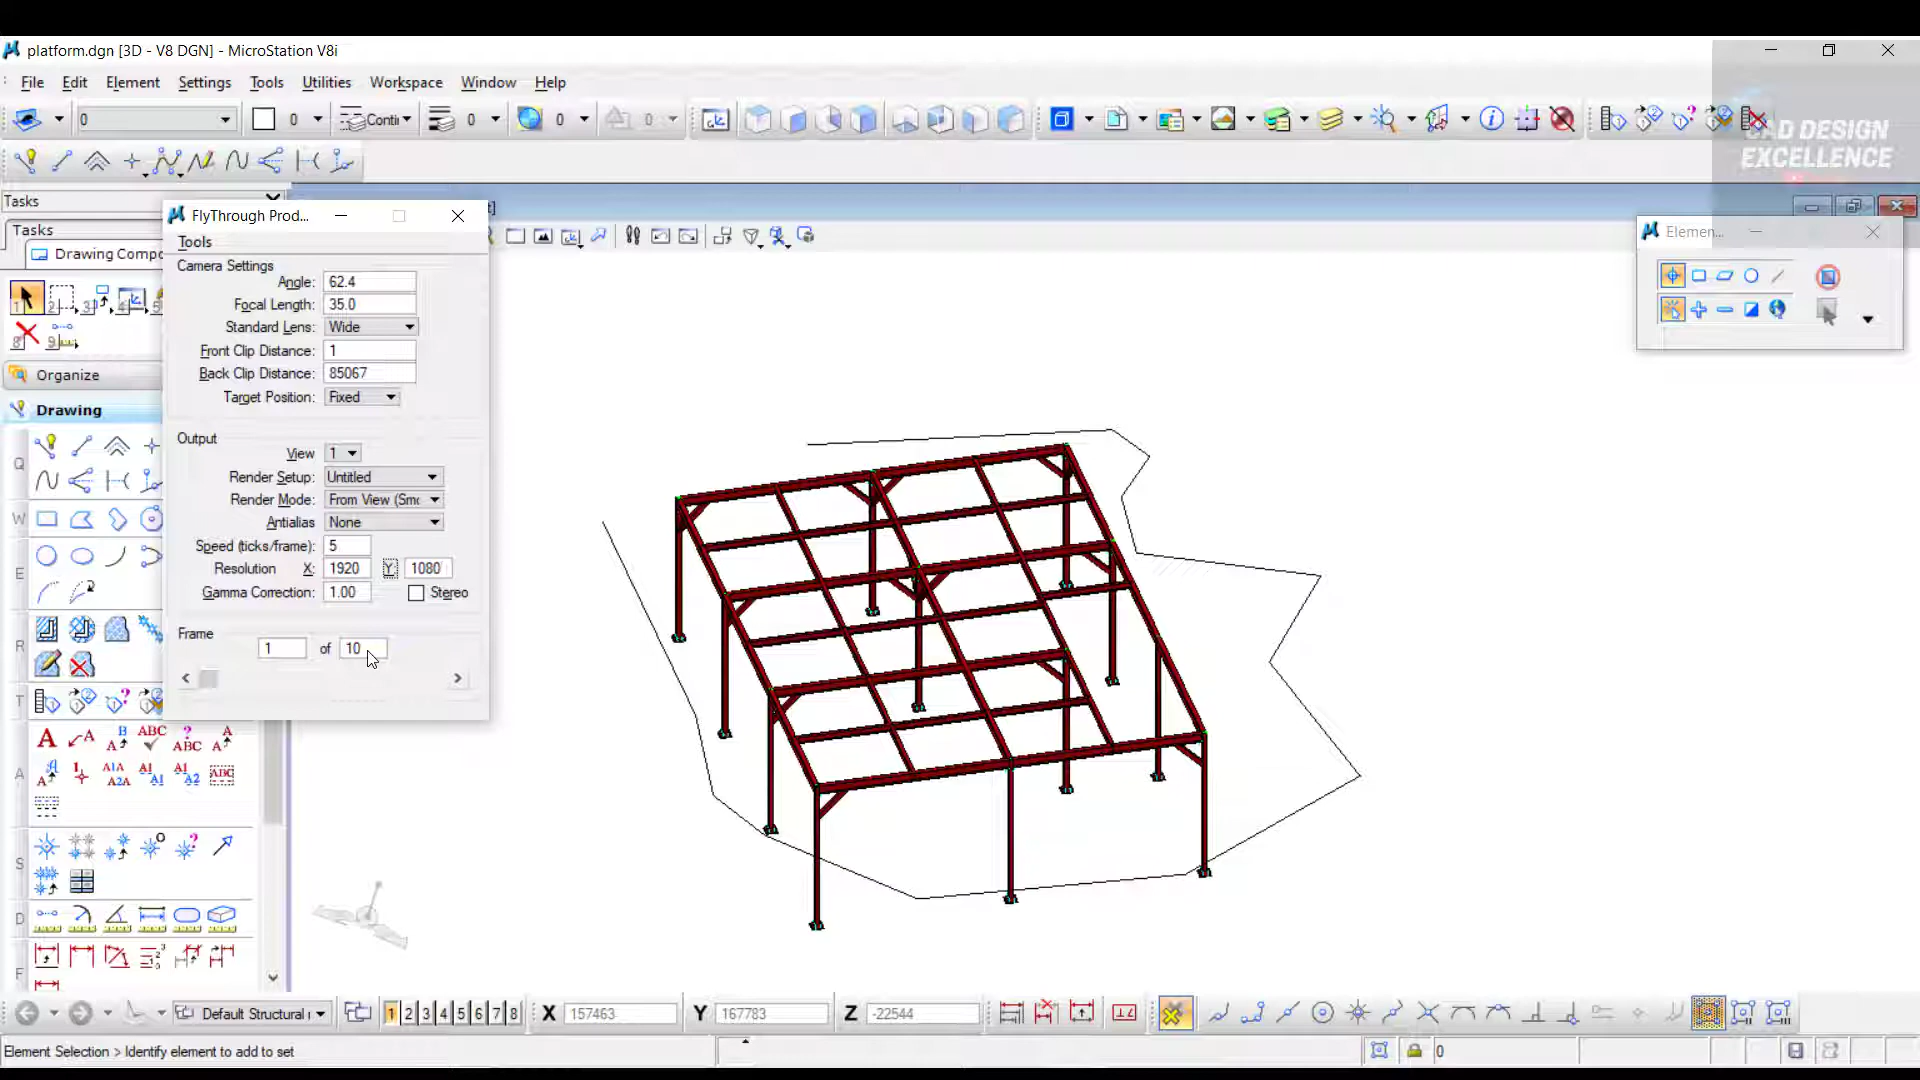 platform.dgn [3D - V8 DGN] - MicroStation V8i
File Edit Element Settings Tools Utilities Workspace Window Help
0 0 Conti 0 0 0
CAD DESIGN
EXCELLENCE
Tasks
Tasks
Drawing Compo
FlyThrough Prod...
Elemen...
Tools
Camera Settings
Angle: 62.4
Focal Length: 35.0
Standard Lens: Wide
Front Clip Distance: 1
Back Clip Distance: 85067
Target Position: Fixed
Output
View 1
Render Setup: Untitled
Render Mode: From View (Smo
Antialias None
Speed (ticks/frame): 5
Resolution X: 1920 Y: 1080
Gamma Correction: 1.00 Stereo
Frame
1 of 10
Organize
Drawing
Q
W
E
R
T
A
S
D
F
Default Structural 1 2 3 4 5 6 7 8 X 157463 Y 167783 Z -22544
Element Selection > Identify element to add to set
0